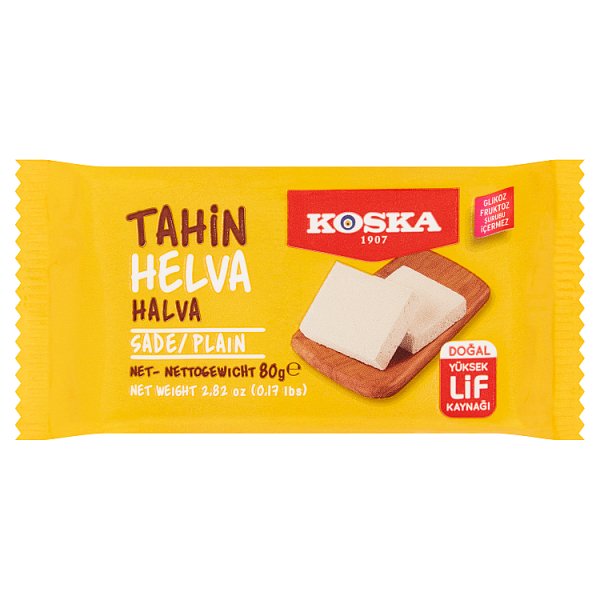 TAHiN
HELVA
HALVA
SADE/PLAIN
NET- NETTOGEWICHT 80g℮
NET WEIGHT 2.82 oz (0.17 lbs)
KOSKA
1907
GLİKOZ
FRUKTOZ
ŞURUBU
İÇERMEZ
DOĞAL
YÜKSEK
LİF
KAYNAĞI